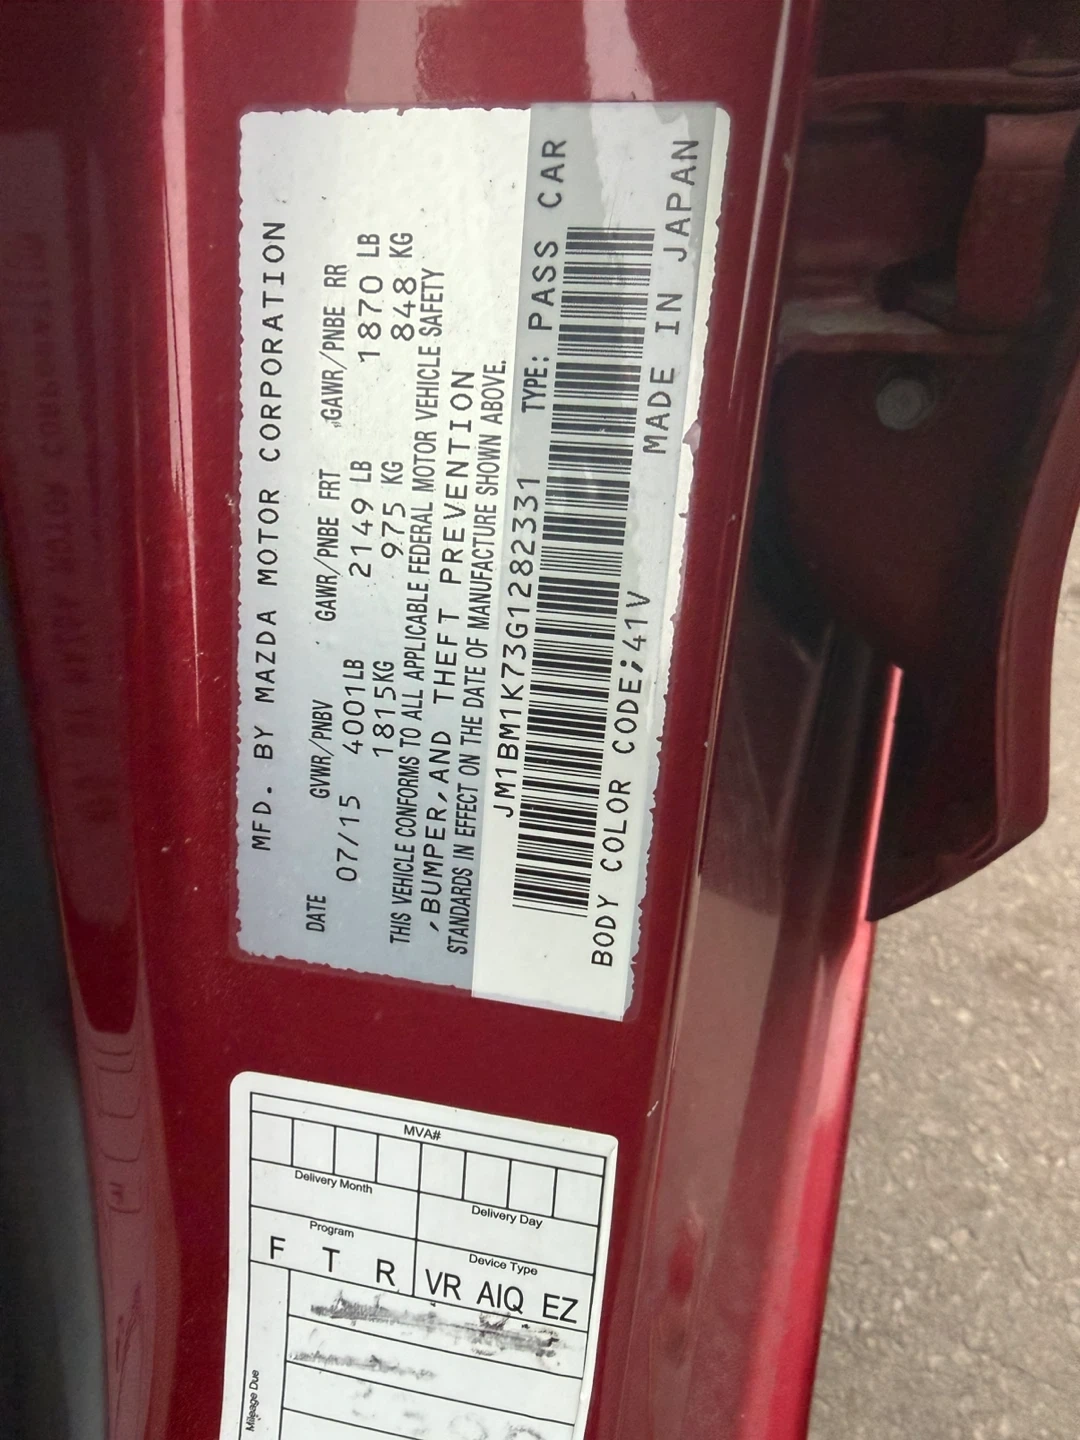 MFD. BY MAZDA MOTOR CORPORATION
DATE GVWR/PNBV GAWR/PNBE FRT GAWR/PNBE RR
07/15 4001LB 2149 LB 1870 LB
1815KG 975 KG 848 KG
THIS VEHICLE CONFORMS TO ALL APPLICABLE FEDERAL MOTOR VEHICLE SAFETY
,BUMPER,AND THEFT PREVENTION
STANDARDS IN EFFECT ON THE DATE OF MANUFACTURE SHOWN ABOVE.
JM1BM1K73G1282331 TYPE: PASS CAR
BODY COLOR CODE;41V MADE IN JAPAN
MVA#
Delivery Month Delivery Day
Program Device Type
F T R VR AIQ EZ
Mileage Due